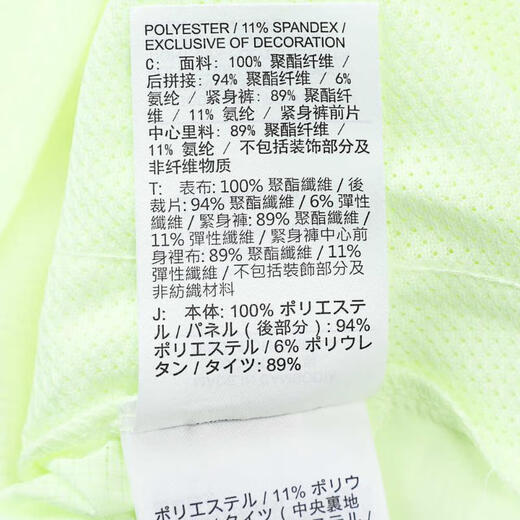 POLYESTER / 11% SPANDEX /
EXCLUSIVE OF DECORATION
C: 面料: 100% 聚酯纤维 /
后拼接: 94% 聚酯纤维 / 6%
氨纶 / 紧身裤: 89% 聚酯纤
维 / 11% 氨纶 / 紧身裤前片
中心里料: 89% 聚酯纤维 /
11% 氨纶 / 不包括装饰部分及
非纤维物质
T: 表布: 100% 聚酯纖維 / 後
裁片: 94% 聚酯纖維 / 6% 彈性
纖維 / 緊身褲: 89% 聚酯纖維 /
11% 彈性纖維 / 緊身褲中心前
身裡布: 89% 聚酯纖維 / 11%
彈性纖維 / 不包括裝飾部分及
非紡織材料
J: 本体: 100% ポリエステ
ル / パネル ( 後部分 ) : 94%
ポリエステル / 6% ポリウレ
タン / タイツ: 89%
ポリエステル / 11% ポリウ
タイツ ( 中央裏地